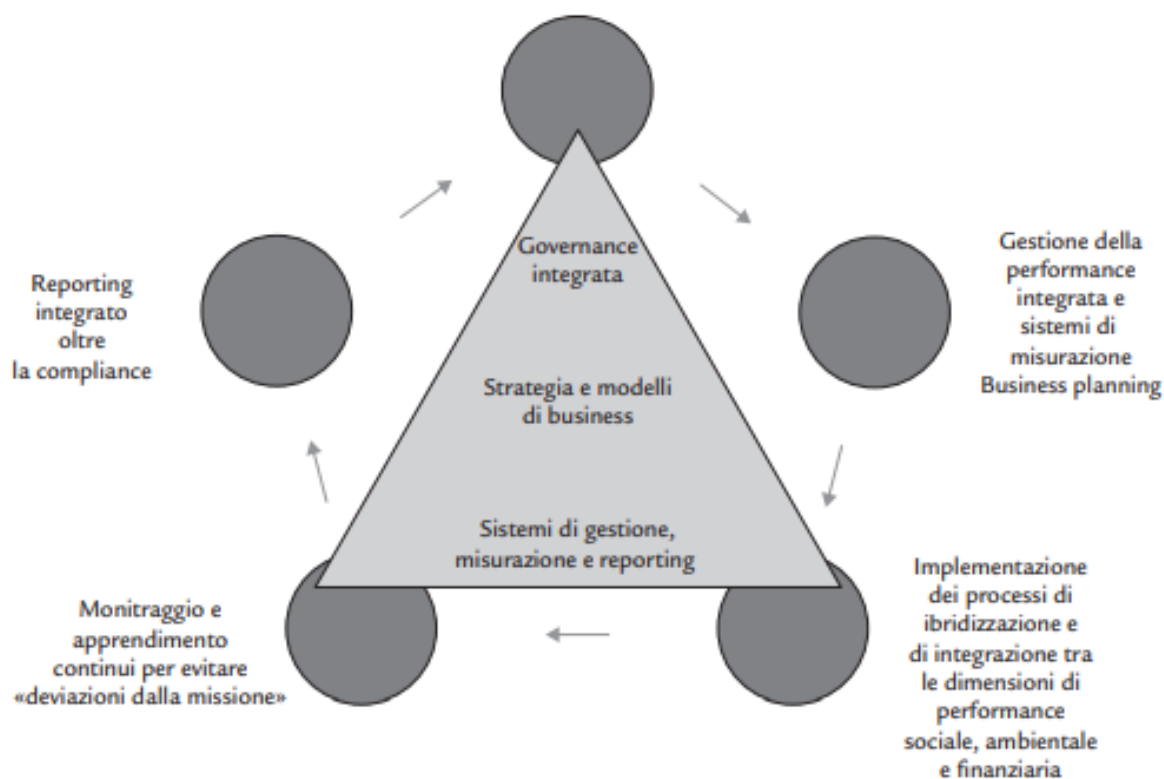 Governance
integrata
Strategia e modelli
di business
Sistemi di gestione,
misurazione e reporting
Gestione della
performance
integrata e
sistemi di
misurazione
Business planning
Implementazione
dei processi di
ibridizzazione e
di integrazione tra
le dimensioni di
performance
sociale, ambientale
e finanziaria
Monitraggio e
apprendimento
continui per evitare
«deviazioni dalla missione»
Reporting
integrato
oltre
la compliance